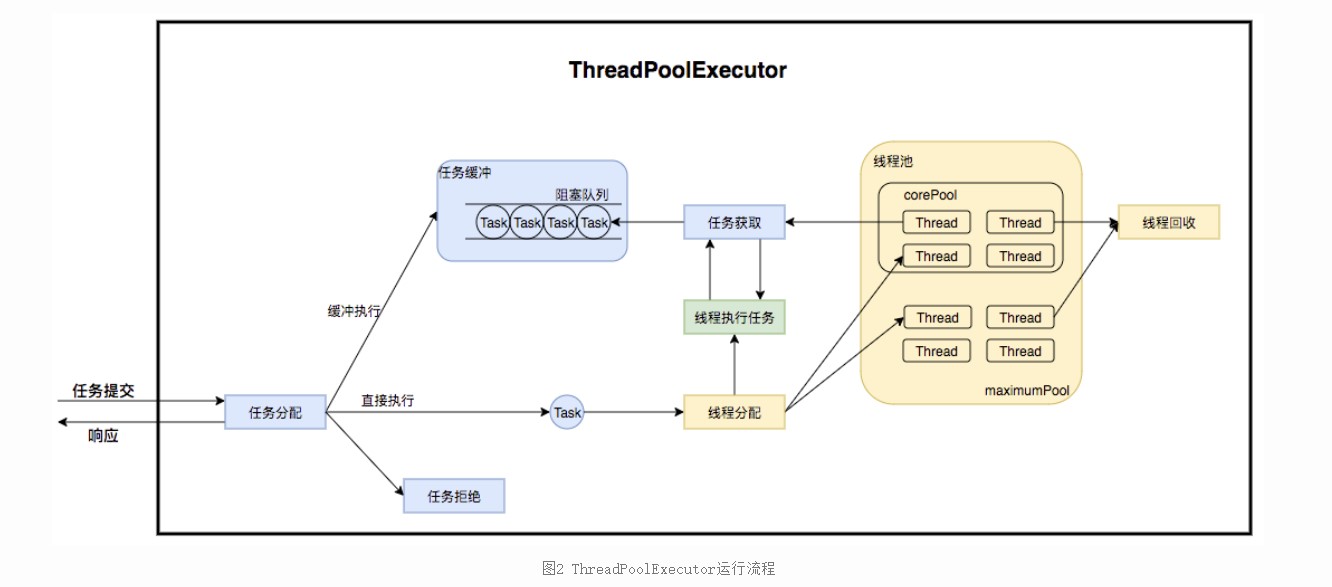 ThreadPoolExecutor
任务缓冲
阻塞队列
Task Task Task Task
任务获取
线程池
corePool
Thread Thread
Thread Thread
线程回收
缓冲执行
线程执行任务
Thread Thread
Thread Thread
maximumPool
任务提交
响应
任务分配
直接执行
Task
线程分配
任务拒绝
图2 ThreadPoolExecutor运行流程